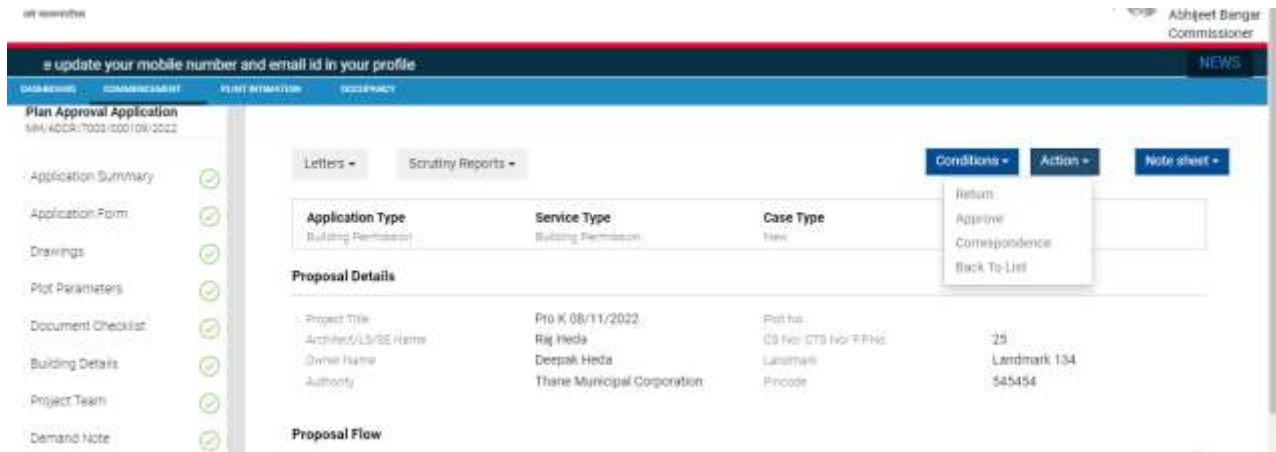 Abhijeet Bangar
Commissioner
e update your mobile number and email id in your profile
NEWS
DASHBOARD COMMENCEMENT PLINT INTIMATION OCCUPANCY
Plan Approval Application
Letters Scrutiny Reports Conditions Action Note sheet
Application Summary
Return
Application Form
Application Type Service Type Case Type Approve
Building Permission Building Permission New
Correspondence
Drawings
Back To List
Proposal Details
Plot Parameters
Project Title Pro K 08/11/2022 Plot No.
Document Checklist
Architect/LS/SE Name Raj Heda CS No/ CTS No/ F.P.No. 25
Owner Name Deepak Heda Landmark Landmark 134
Building Details
Authority Thane Municipal Corporation Pincode 545454
Project Team
Demand Note
Proposal Flow